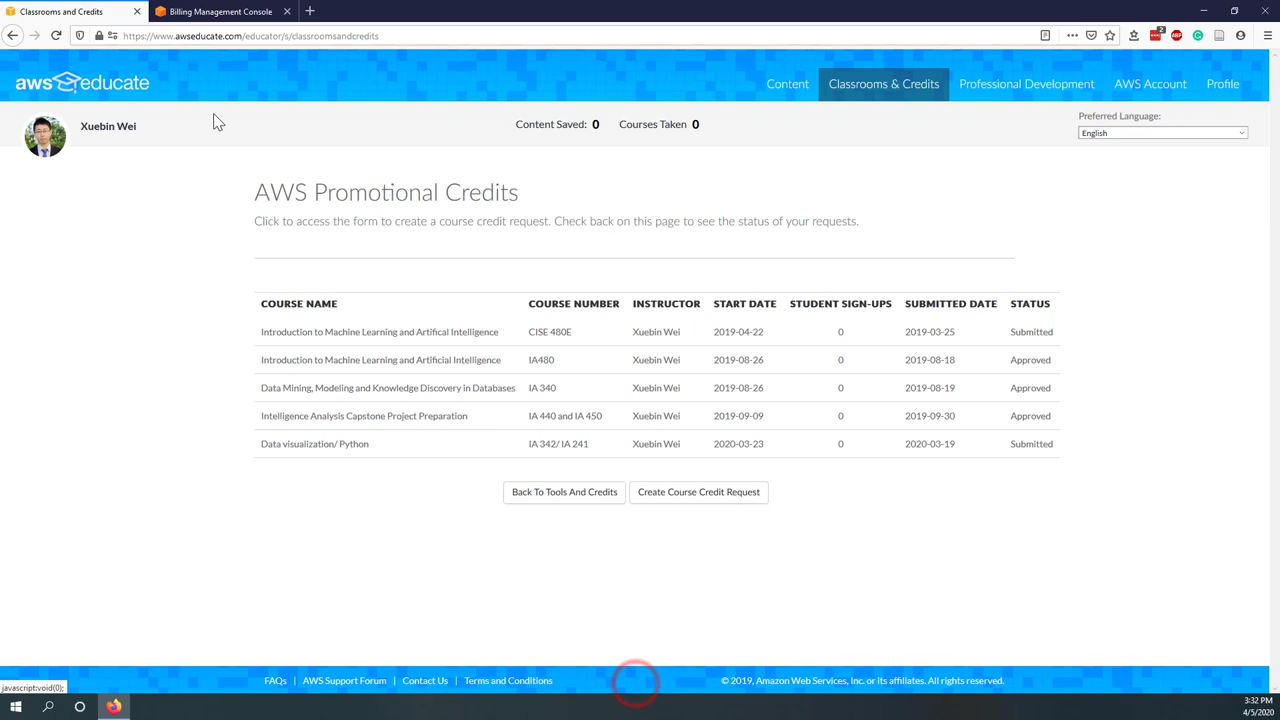 Classrooms and Credits
Billing Management Console
https://www.awseducate.com/educator/s/classroomsandcredits
2
ABP
aws educate
Content
Classrooms & Credits
Professional Development
AWS Account
Profile
Xuebin Wei
Content Saved: 0
Courses Taken 0
Preferred Language:
English
AWS Promotional Credits
Click to access the form to create a course credit request. Check back on this page to see the status of your requests.
COURSE NAME COURSE NUMBER INSTRUCTOR START DATE STUDENT SIGN-UPS SUBMITTED DATE STATUS
Introduction to Machine Learning and Artifical Intelligence CISE 480E Xuebin Wei 2019-04-22 0 2019-03-25 Submitted
Introduction to Machine Learning and Artificial Intelligence IA480 Xuebin Wei 2019-08-26 0 2019-08-18 Approved
Data Mining, Modeling and Knowledge Discovery in Databases IA 340 Xuebin Wei 2019-08-26 0 2019-08-19 Approved
Intelligence Analysis Capstone Project Preparation IA 440 and IA 450 Xuebin Wei 2019-09-09 0 2019-09-30 Approved
Data visualization/ Python IA 342/ IA 241 Xuebin Wei 2020-03-23 0 2020-03-19 Submitted
Back To Tools And Credits
Create Course Credit Request
FAQs | AWS Support Forum | Contact Us | Terms and Conditions
© 2019, Amazon Web Services, Inc. or its affiliates. All rights reserved.
javascript:void(0);
3:32 PM
4/5/2020